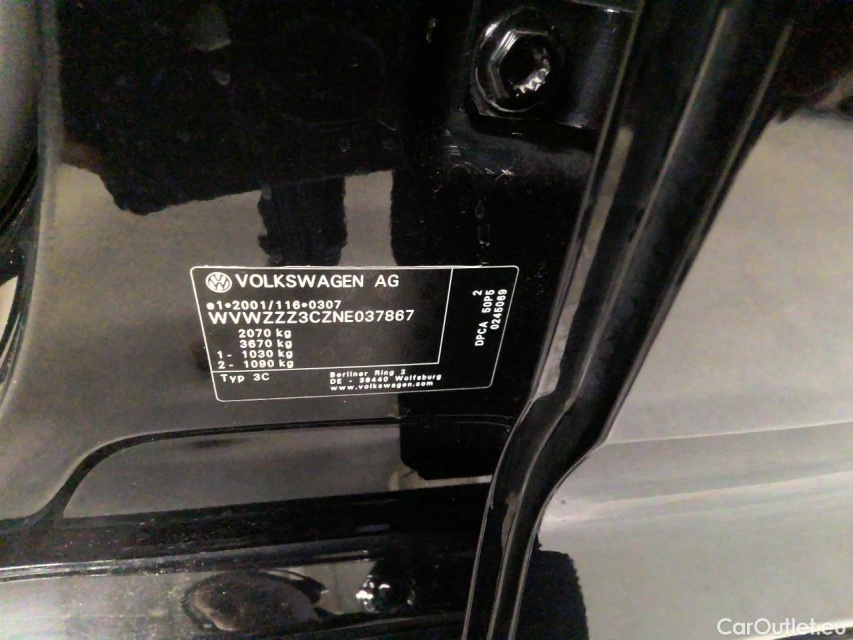 VOLKSWAGEN AG
e1*2001/116*0307
WVWZZZ3CZNE037867
2070 kg
3670 kg
1- 1030 kg
2- 1090 kg
Typ 3C
Berliner Ring 2
DE - 38440 Wolfsburg
www.volkswagen.com
2
DPCA 50P5
0245069
CarOutlet.eu